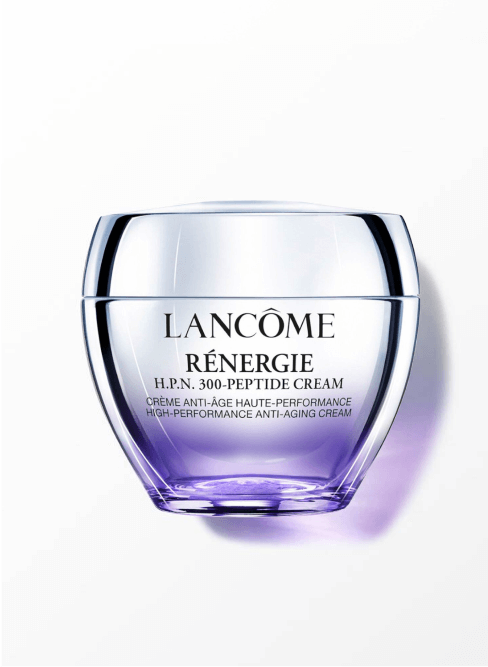 LANCÔME
RÉNERGIE
H.P.N. 300-PEPTIDE CREAM
CRÈME ANTI-ÂGE HAUTE-PERFORMANCE
HIGH-PERFORMANCE ANTI-AGING CREAM